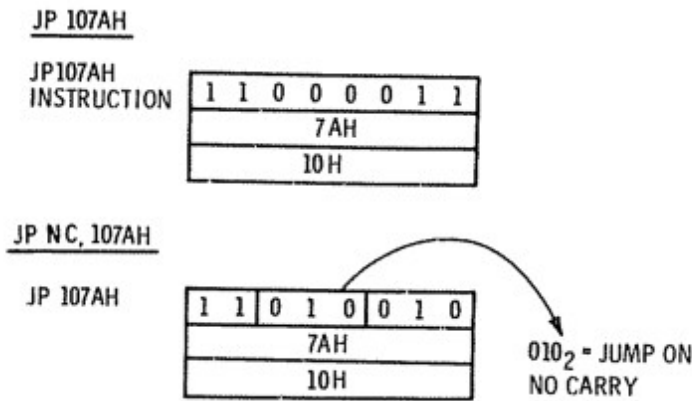 JP 107AH
JP107AH
INSTRUCTION
1 1 0 0 0 0 1 1
7AH
10H
JP NC, 107AH
JP 107AH
1 1 0 1 0 0 1 0
7AH
10H
010₂ = JUMP ON
NO CARRY